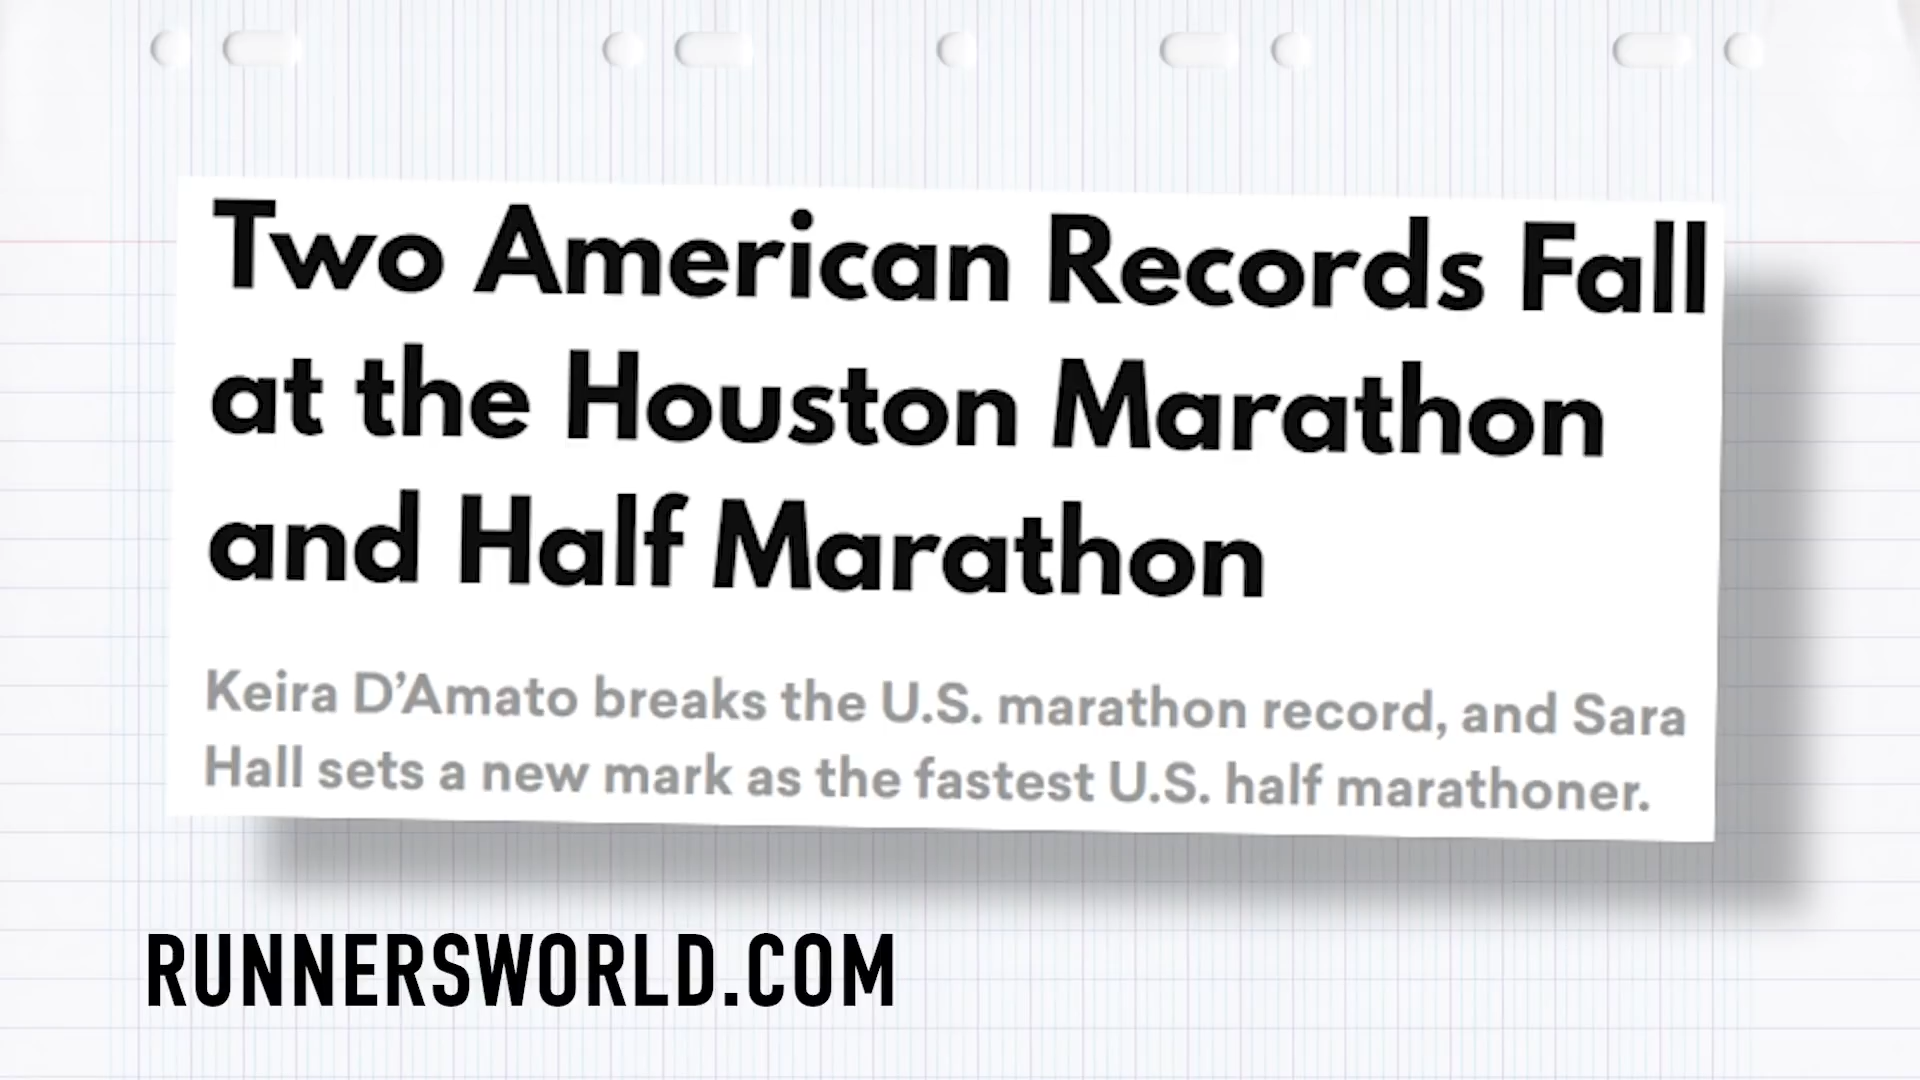 Two American Records Fall
at the Houston Marathon
and Half Marathon
Keira D’Amato breaks the U.S. marathon record, and Sara
Hall sets a new mark as the fastest U.S. half marathoner.
RUNNERSWORLD.COM